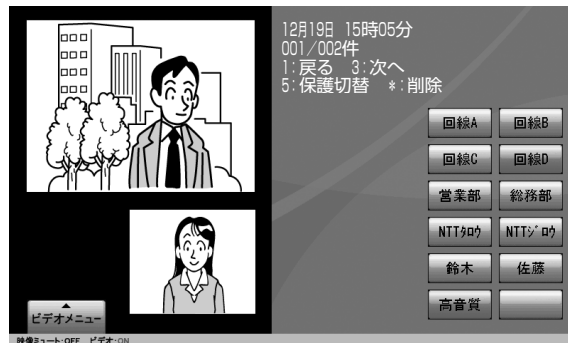 12月19日 15時05分
001/002件
1:戻る 3:次へ
5:保護切替 *:削除
回線A 回線B
回線C 回線D
営業部 総務部
NTTタロウ NTTジロウ
鈴木 佐藤
高音質
ビデオメニュー
映像ミュート:OFF ビデオ:ON